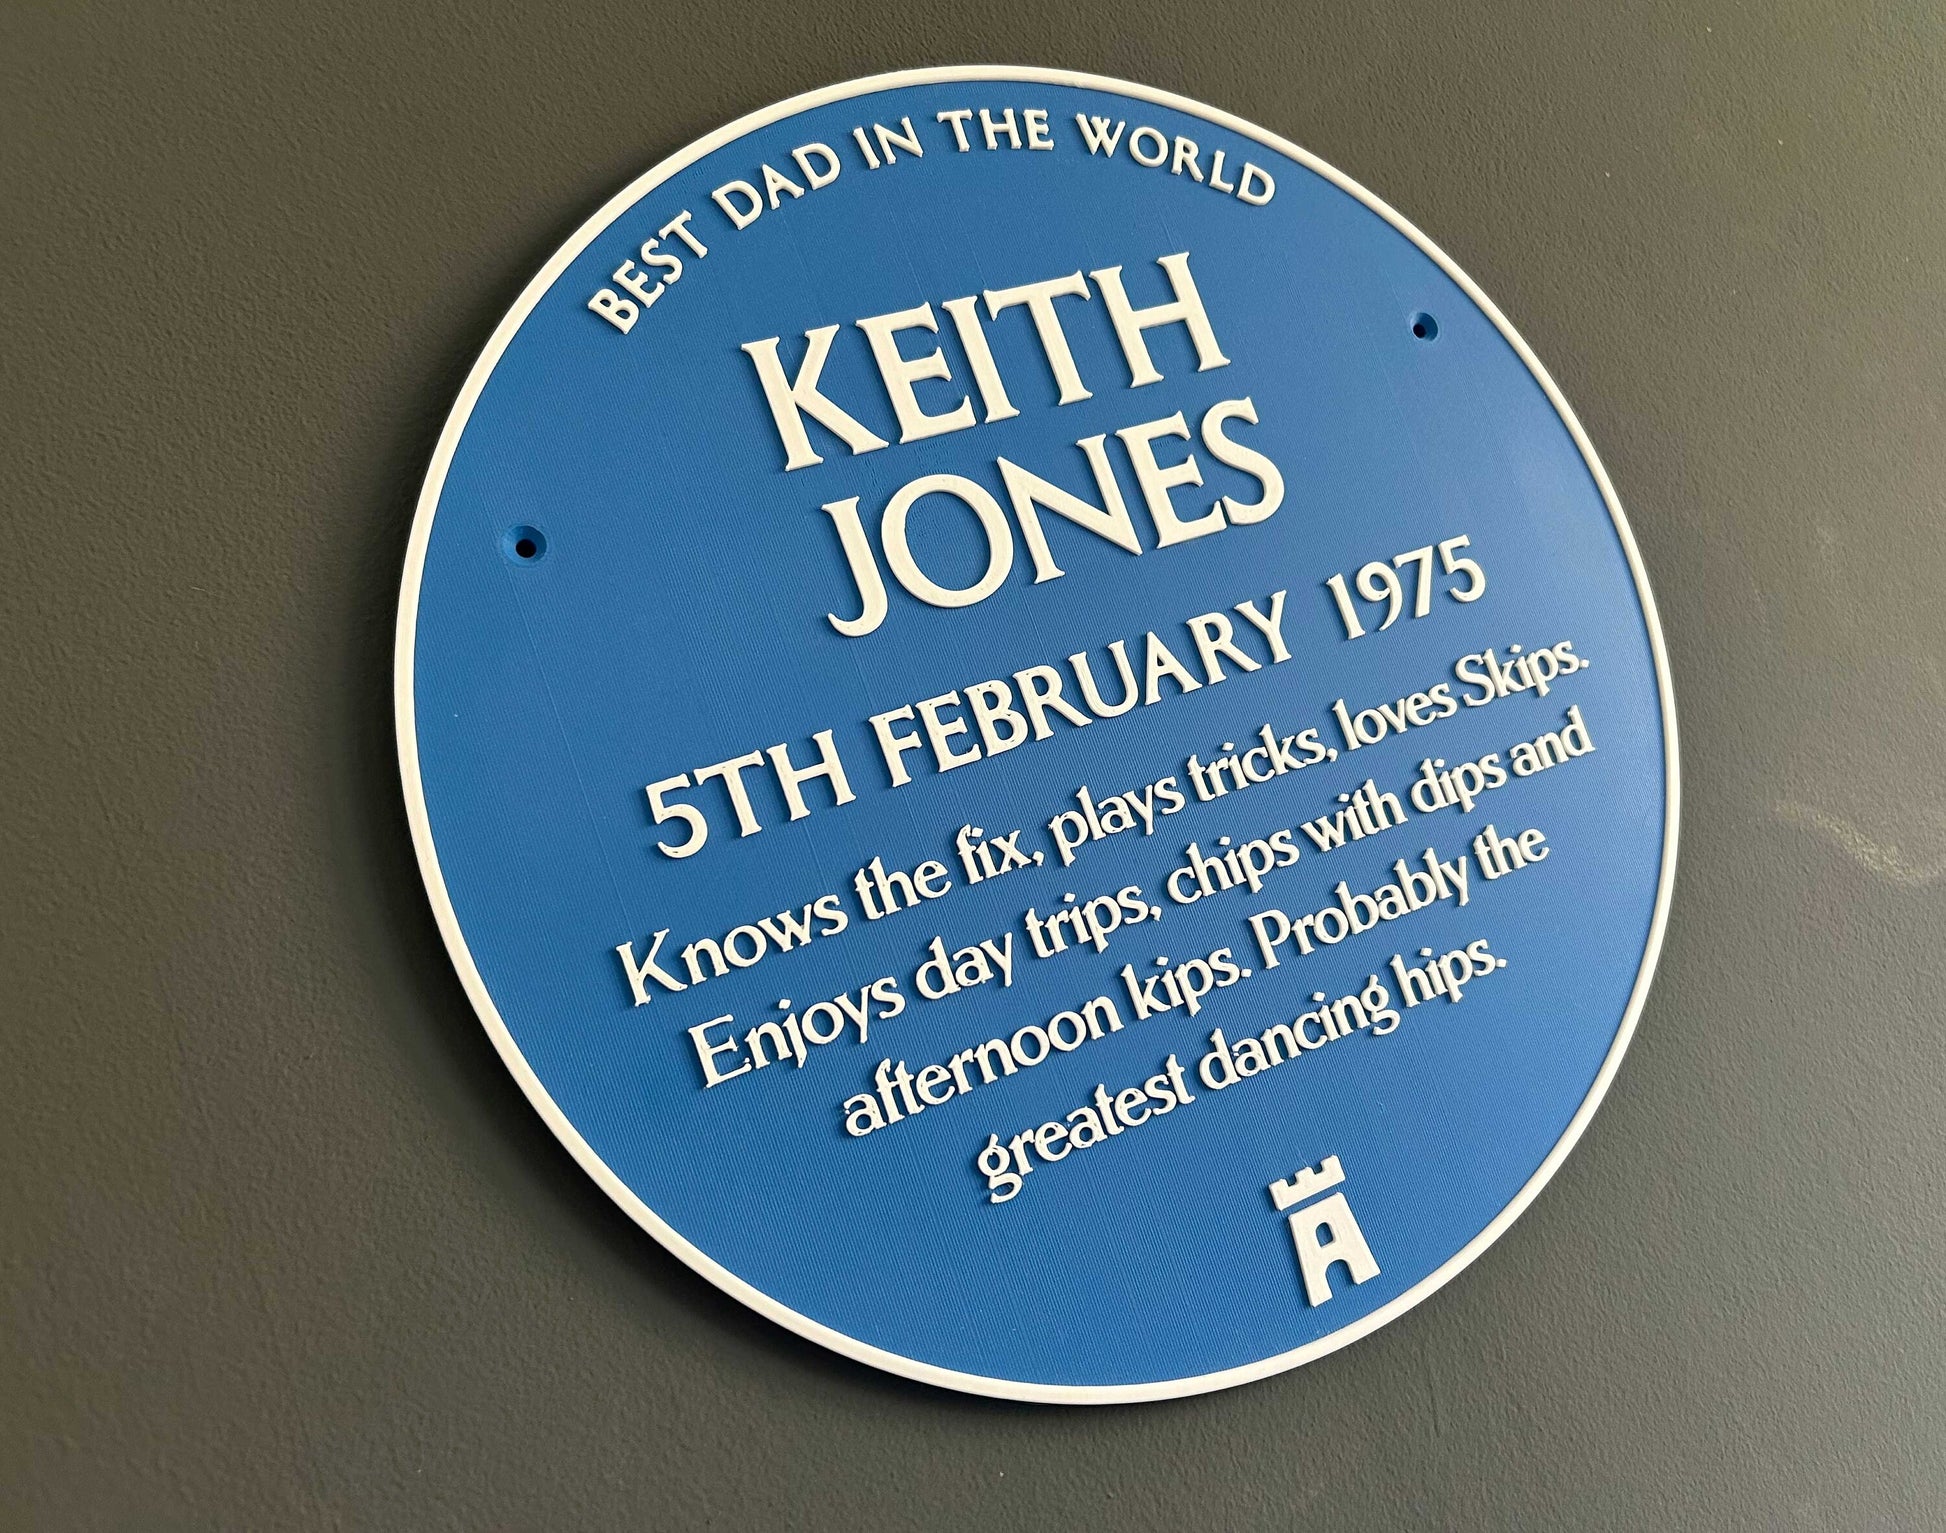 BEST DAD IN THE WORLD
KEITH
JONES
5TH FEBRUARY 1975
Knows the fix, plays tricks, loves Skips.
Enjoys day trips, chips with dips and
afternoon kips. Probably the
greatest dancing hips.